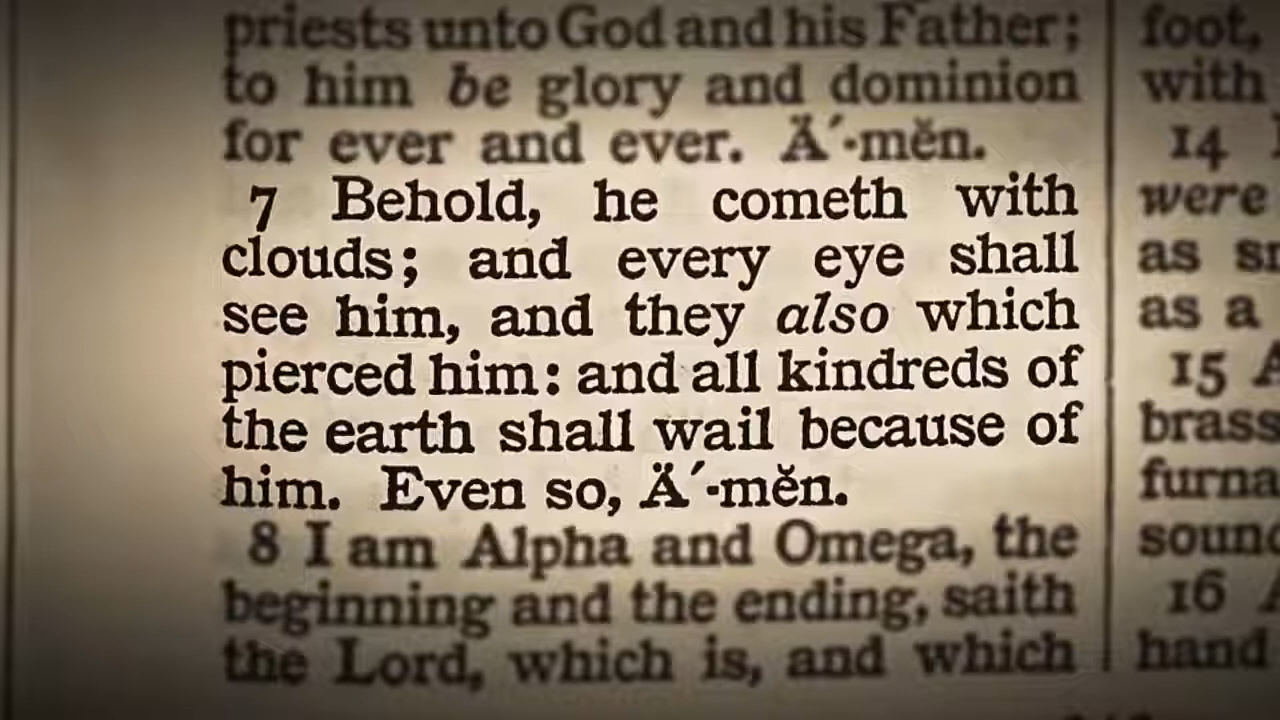 priests unto God and his Father;
to him be glory and dominion
for ever and ever. Ä′·mĕn.
7 Behold, he cometh with
clouds; and every eye shall
see him, and they also which
pierced him: and all kindreds of
the earth shall wail because of
him. Even so, Ä′·mĕn.
8 I am Alpha and Omega, the
beginning and the ending, saith
the Lord, which is, and which
foot,
with
14
were
as
as a
15
brass
16
hand